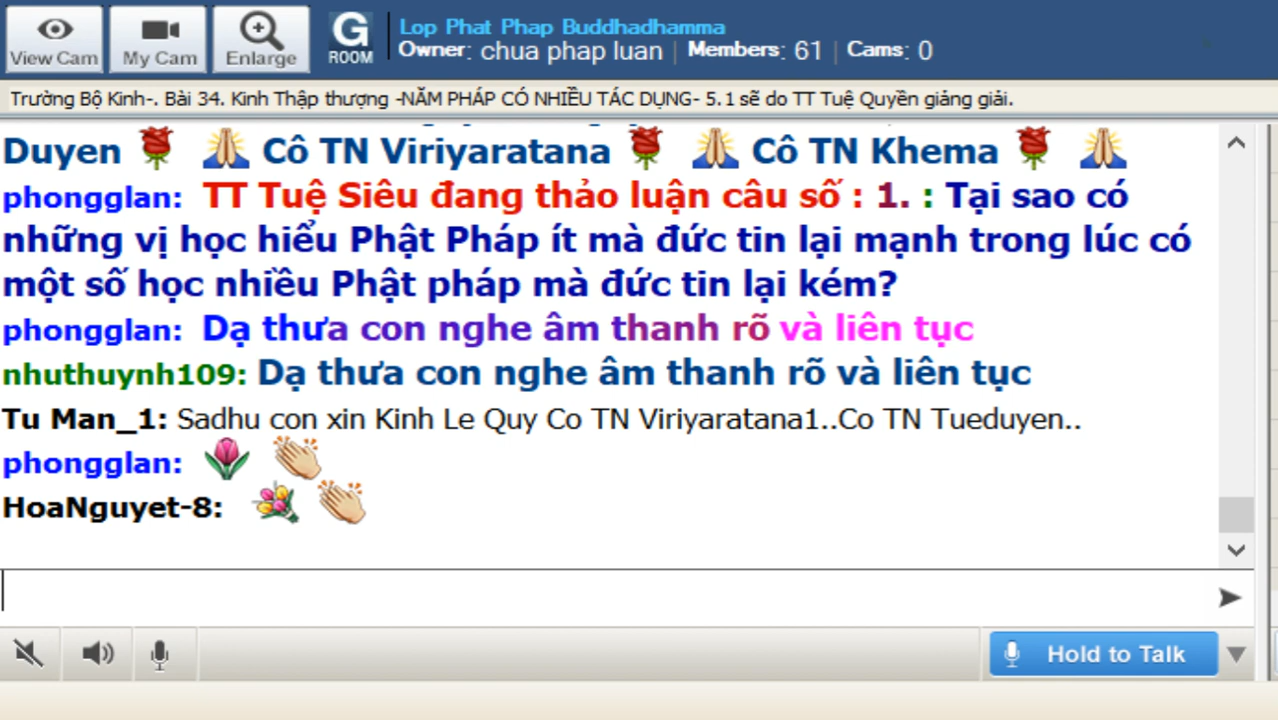 Lop Phat Phap Buddhadhamma
View Cam My Cam Enlarge G ROOM Owner: chua phap luan | Members: 61 | Cams: 0
Trường Bộ Kinh-. Bài 34. Kinh Thập thượng -NĂM PHÁP CÓ NHIỀU TÁC DỤNG- 5.1 sẽ do TT Tuệ Quyền giảng giải.
Duyen Cô TN Viriyaratana Cô TN Khema
phongglan: TT Tuệ Siêu đang thảo luận câu số : 1. : Tại sao có
những vị học hiểu Phật Pháp ít mà đức tin lại mạnh trong lúc có
một số học nhiều Phật pháp mà đức tin lại kém?
phongglan: Dạ thưa con nghe âm thanh rõ và liên tục
nhuthuynh109: Dạ thưa con nghe âm thanh rõ và liên tục
Tu Man_1: Sadhu con xin Kinh Le Quy Co TN Viriyaratana1..Co TN Tueduyen..
phongglan:
HoaNguyet-8:
Hold to Talk